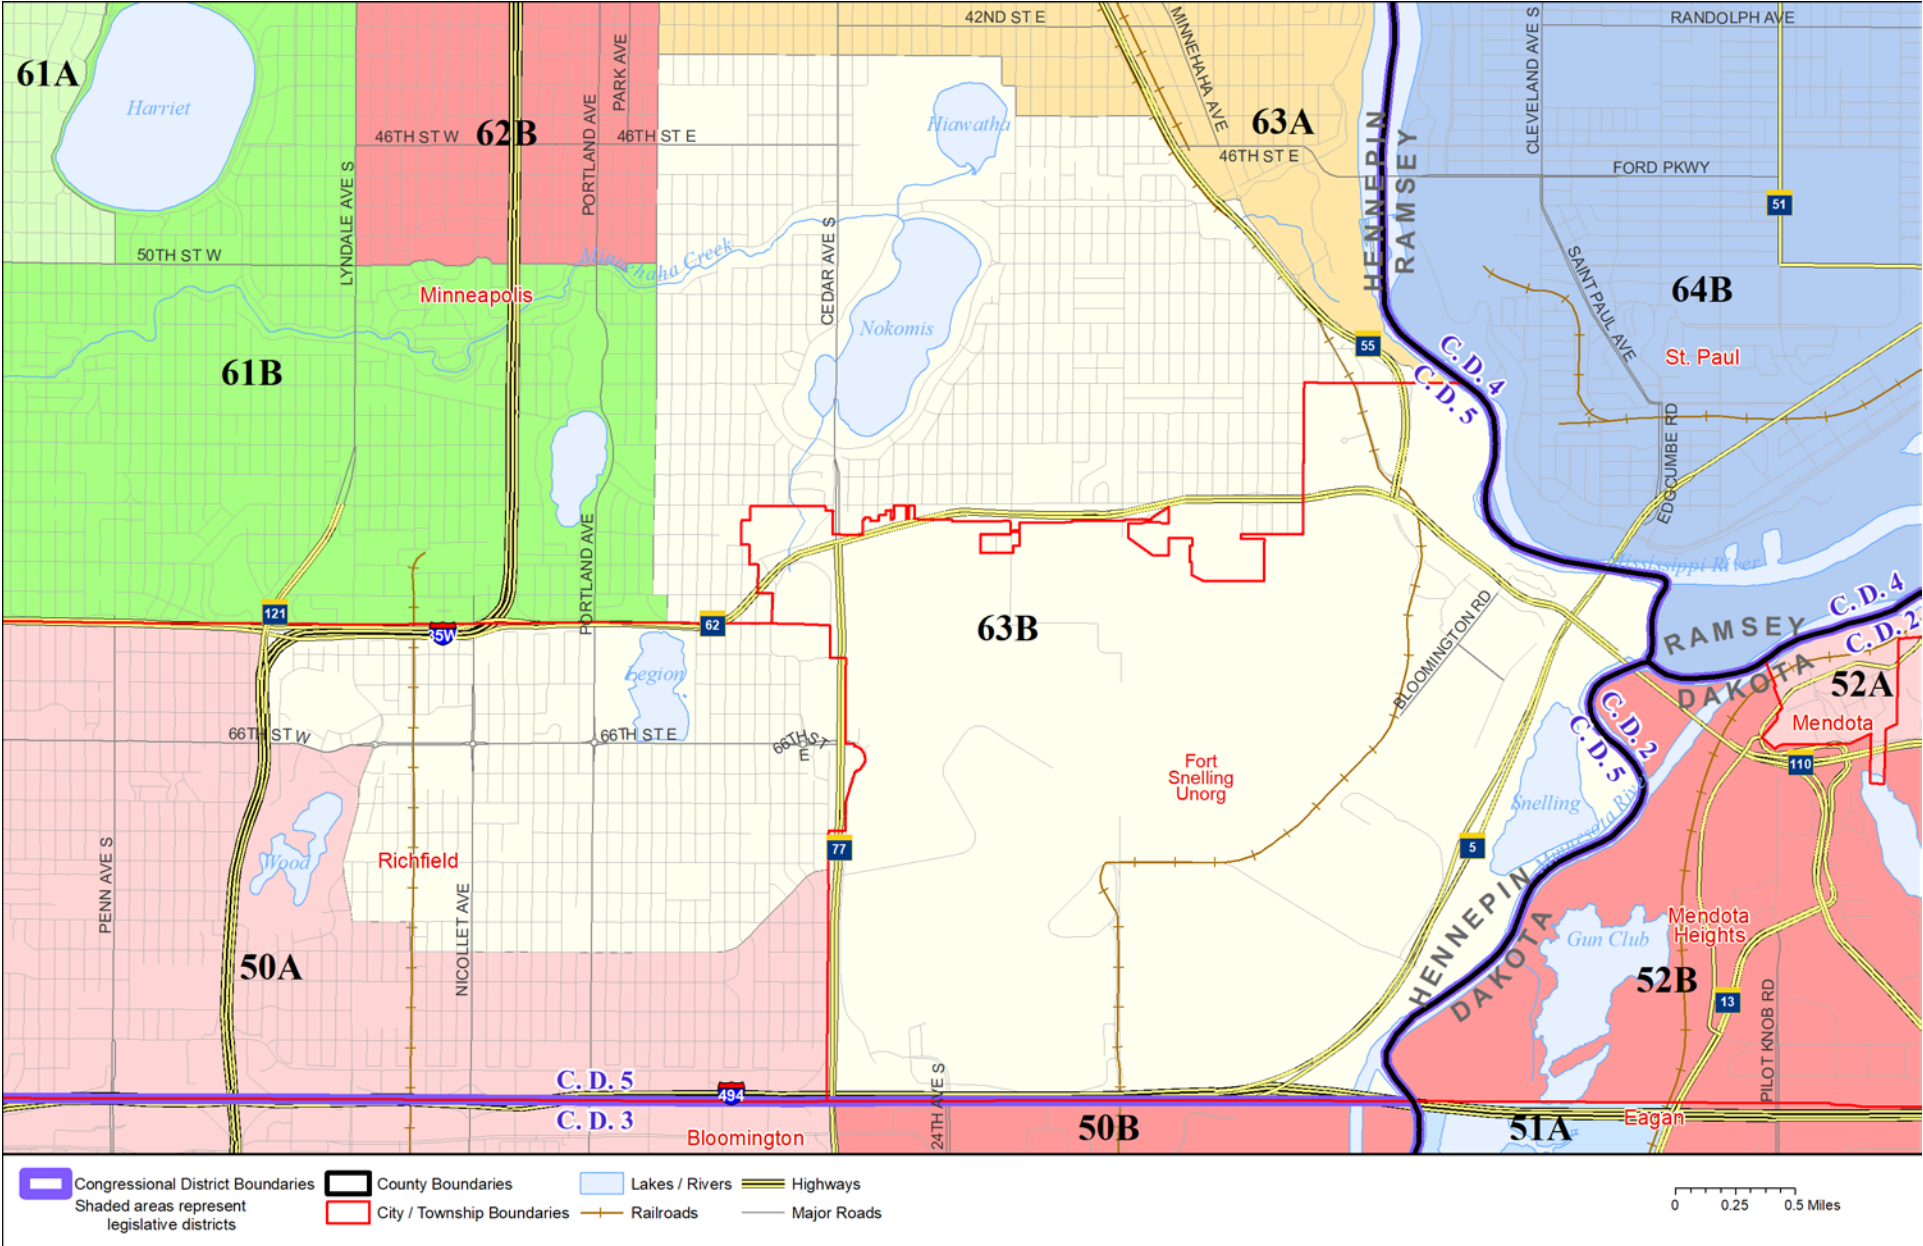 42ND ST E
RANDOLPH AVE
61A
Harriet
PARK AVE
MINNEHAHA AVE
CLEVELAND AVE S
62B
46TH ST W
PORTLAND AVE
46TH ST E
Hiawatha
63A
46TH ST E
HENNEPIN
RAMSEY
FORD PKWY
51
LYNDALE AVE S
50TH ST W
Minnehaha Creek
CEDAR AVE S
Minneapolis
Nokomis
SAINT PAUL AVE
64B
55
C. D. 4
C. D. 5
St. Paul
61B
EDGCUMBE RD
PORTLAND AVE
Mississippi River
121
35W
62
63B
BLOOMINGTON RD
C. D. 4
C. D. 2
RAMSEY
DAKOTA
52A
Legion
Mendota
66TH ST W
66TH ST E
66TH ST
E
C. D. 2
C. D. 5
110
Fort
Snelling
Unorg
Snelling
Minnesota Riv
77
5
PENN AVE S
Wood
Richfield
NICOLLET AVE
50A
HENNEPIN
DAKOTA
Gun Club
Mendota
Heights
52B
13
PILOT KNOB RD
C. D. 5
494
C. D. 3
24TH AVE S
Bloomington
50B
51A
Eagan
Congressional District Boundaries
Shaded areas represent
legislative districts
County Boundaries
City / Township Boundaries
Lakes / Rivers
Railroads
Highways
Major Roads
0 0.25 0.5 Miles